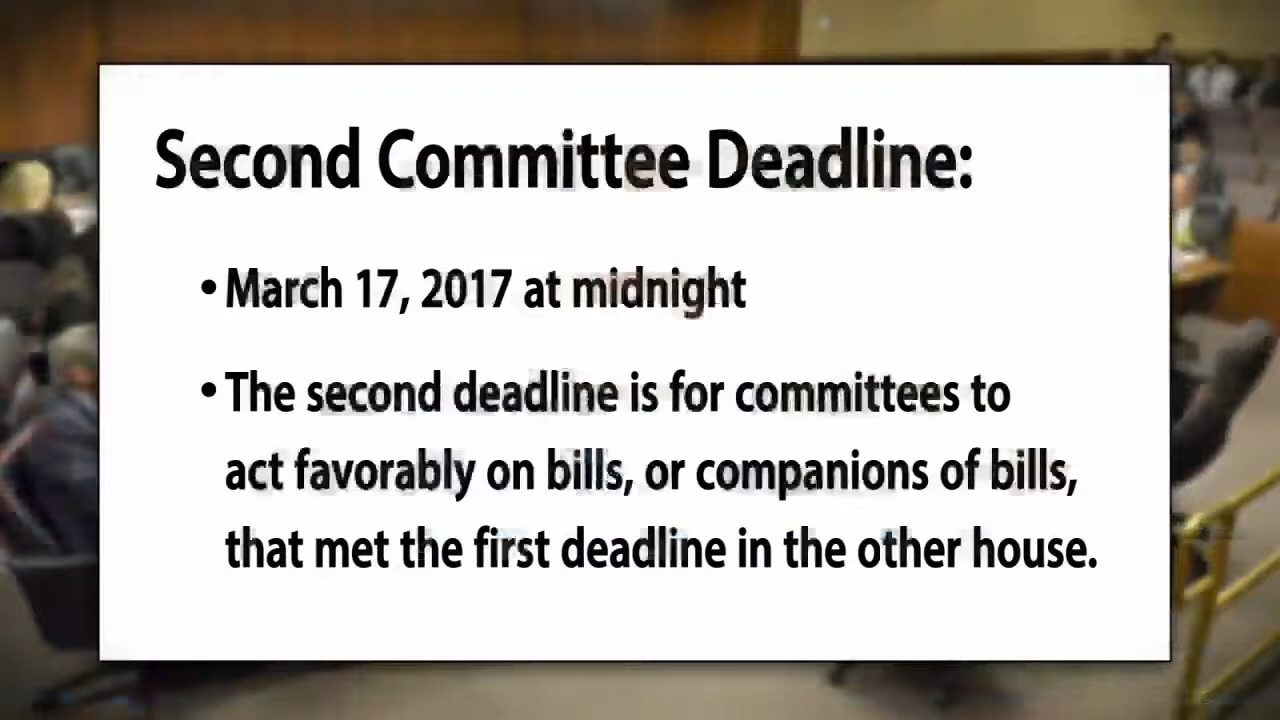 Second Committee Deadline:
• March 17, 2017 at midnight
• The second deadline is for committees to
act favorably on bills, or companions of bills,
that met the first deadline in the other house.